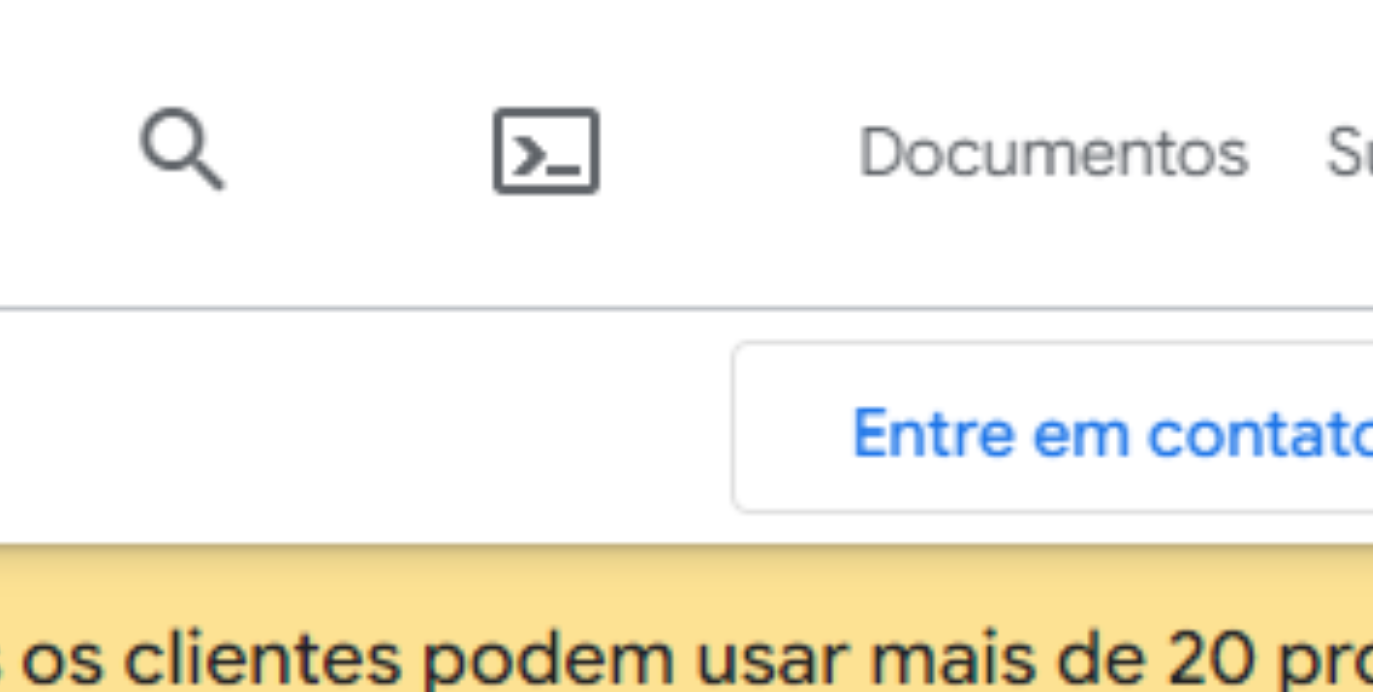 Documentos
Entre em contato
os clientes podem usar mais de 20